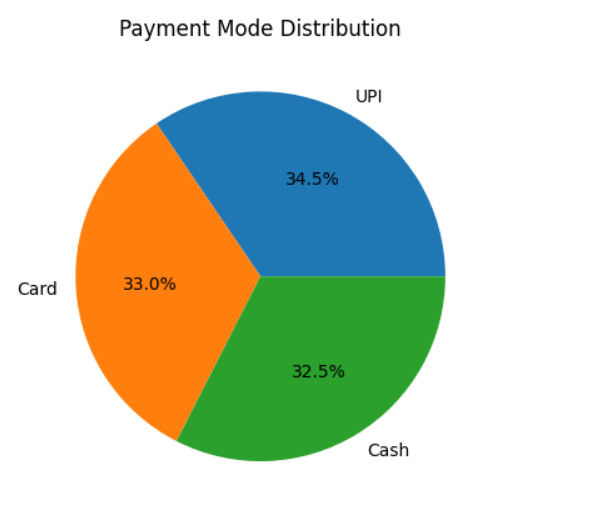 Payment Mode Distribution
UPI
34.5%
Card
33.0%
32.5%
Cash